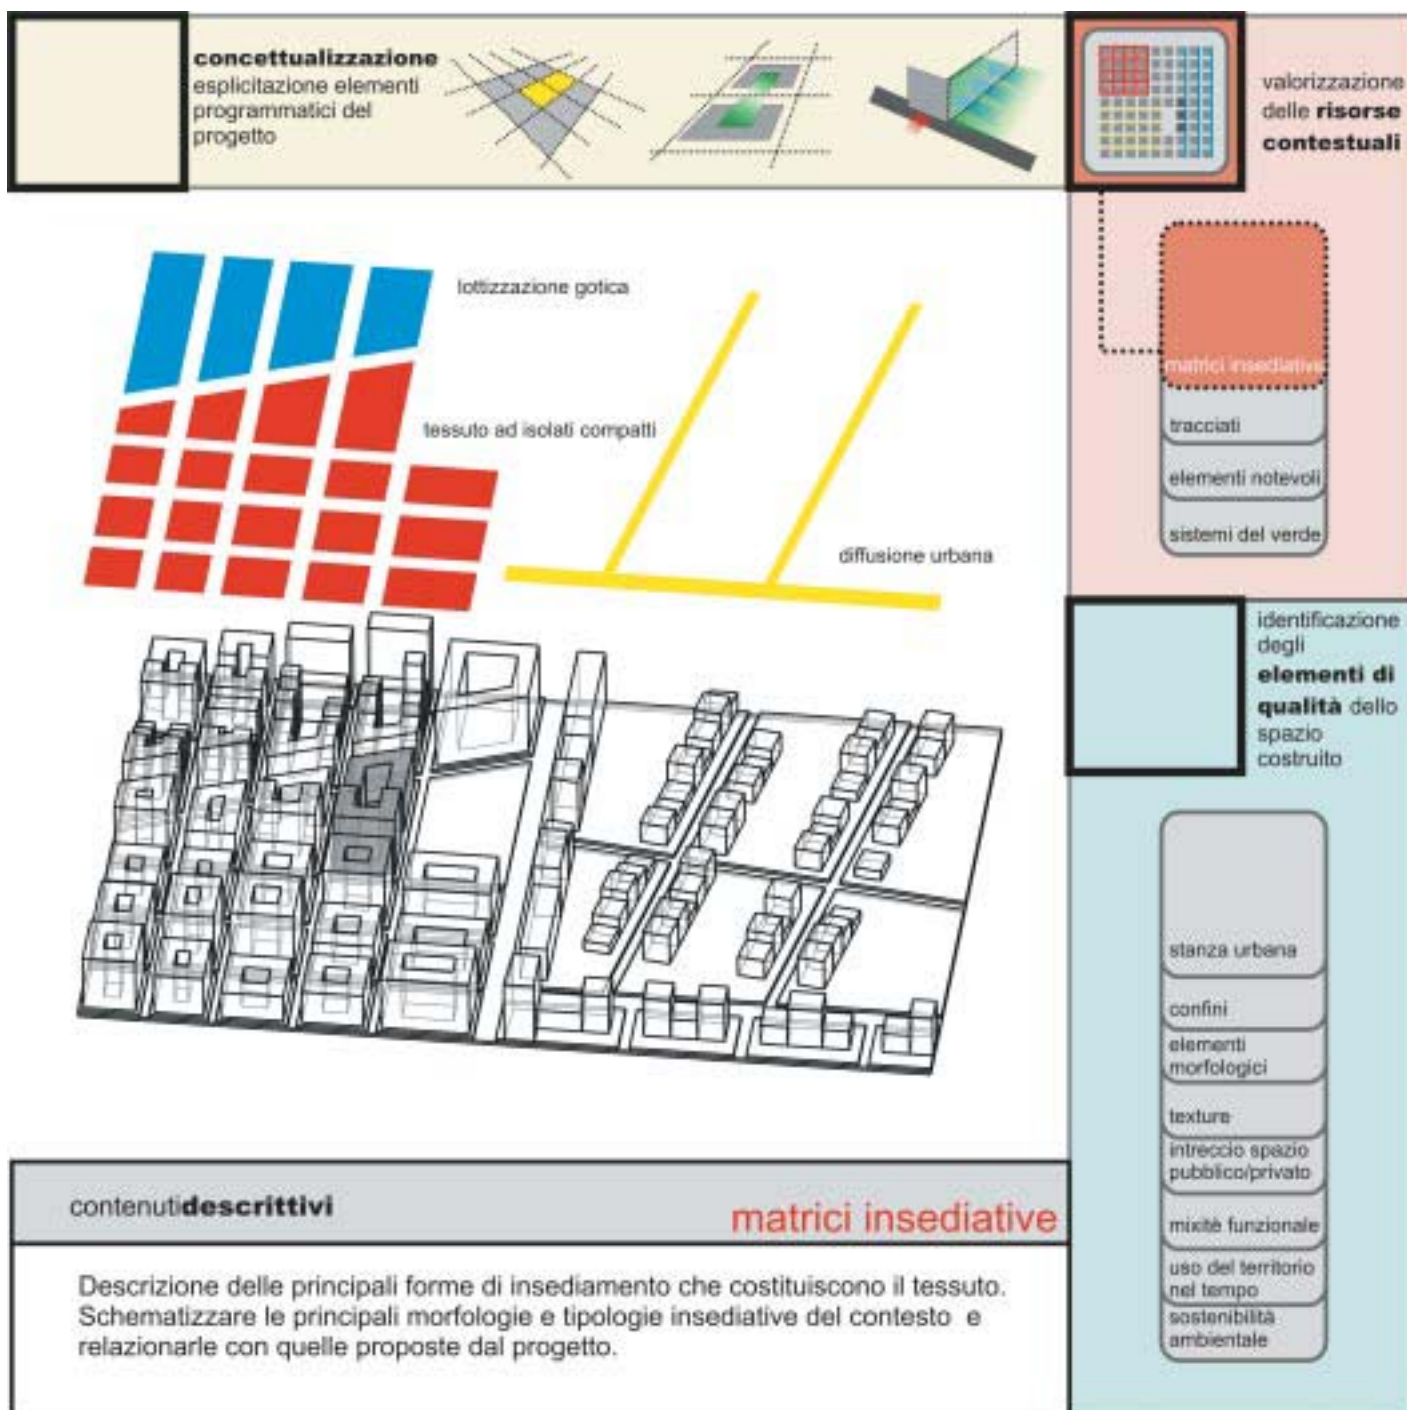 concettualizzazione
esplicitazione elementi
programmatici del
progetto
valorizzazione
delle risorse
contestuali
lottizzazione gotica
tessuto ad isolati compatti
diffusione urbana
matrici insediative
tracciati
elementi notevoli
sistemi del verde
identificazione
degli
elementi di
qualità dello
spazio
costruito
stanza urbana
confini
elementi
morfologici
texture
intreccio spazio
pubblico/privato
mixitè funzionale
uso del territorio
nel tempo
sostenibilità
ambientale
contenutidescrittivi
matrici insediative
Descrizione delle principali forme di insediamento che costituiscono il tessuto.
Schematizzare le principali morfologie e tipologie insediative del contesto e
relazionarle con quelle proposte dal progetto.